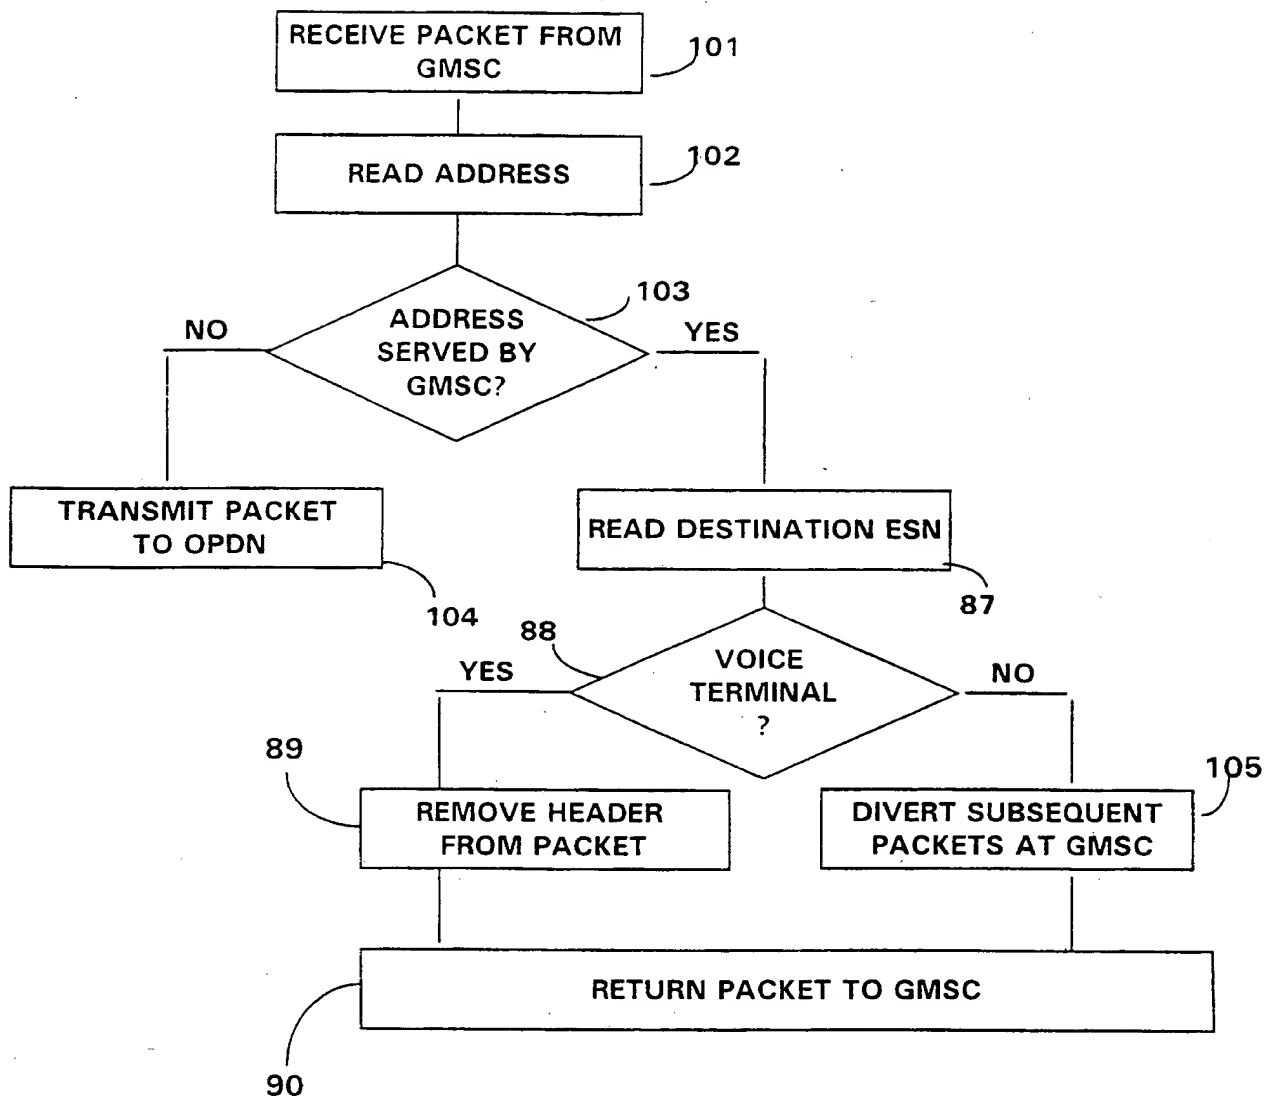 RECEIVE PACKET FROM
GMSC
101
READ ADDRESS
102
103
ADDRESS
SERVED BY
GMSC?
NO
YES
TRANSMIT PACKET
TO OPDN
104
READ DESTINATION ESN
87
88
VOICE
TERMINAL
?
YES
NO
89
REMOVE HEADER
FROM PACKET
105
DIVERT SUBSEQUENT
PACKETS AT GMSC
RETURN PACKET TO GMSC
90